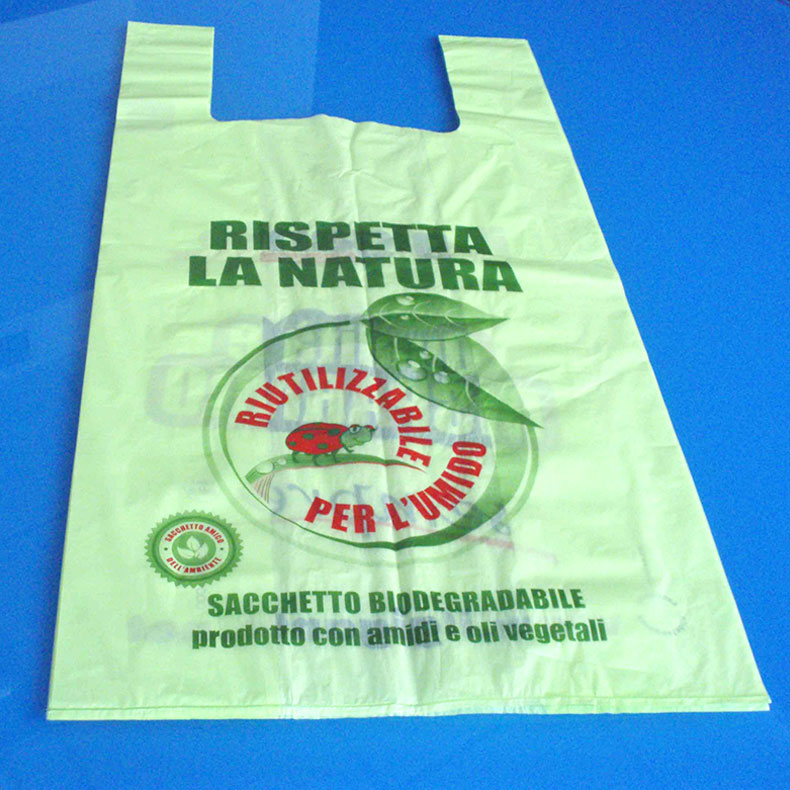 RISPETTA
LA NATURA
RIUTILIZZABILE
PER L'UMIDO
SACCHETTO AMICO
DELL'AMBIENTE
SACCHETTO BIODEGRADABILE
prodotto con amidi e oli vegetali